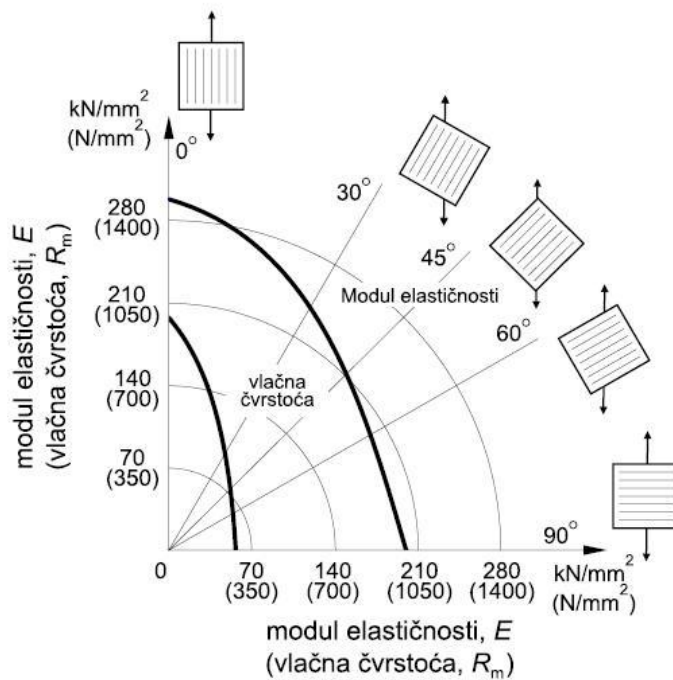 kN/mm²
(N/mm²)
0°
30°
45°
60°
90°
modul elastičnosti, E
(vlačna čvrstoća, Rm)
280
(1400)
210
(1050)
140
(700)
70
(350)
Modul elastičnosti
vlačna
čvrstoća
0
70
(350)
140
(700)
210
(1050)
280
(1400)
kN/mm²
(N/mm²)
modul elastičnosti, E
(vlačna čvrstoća, Rm)